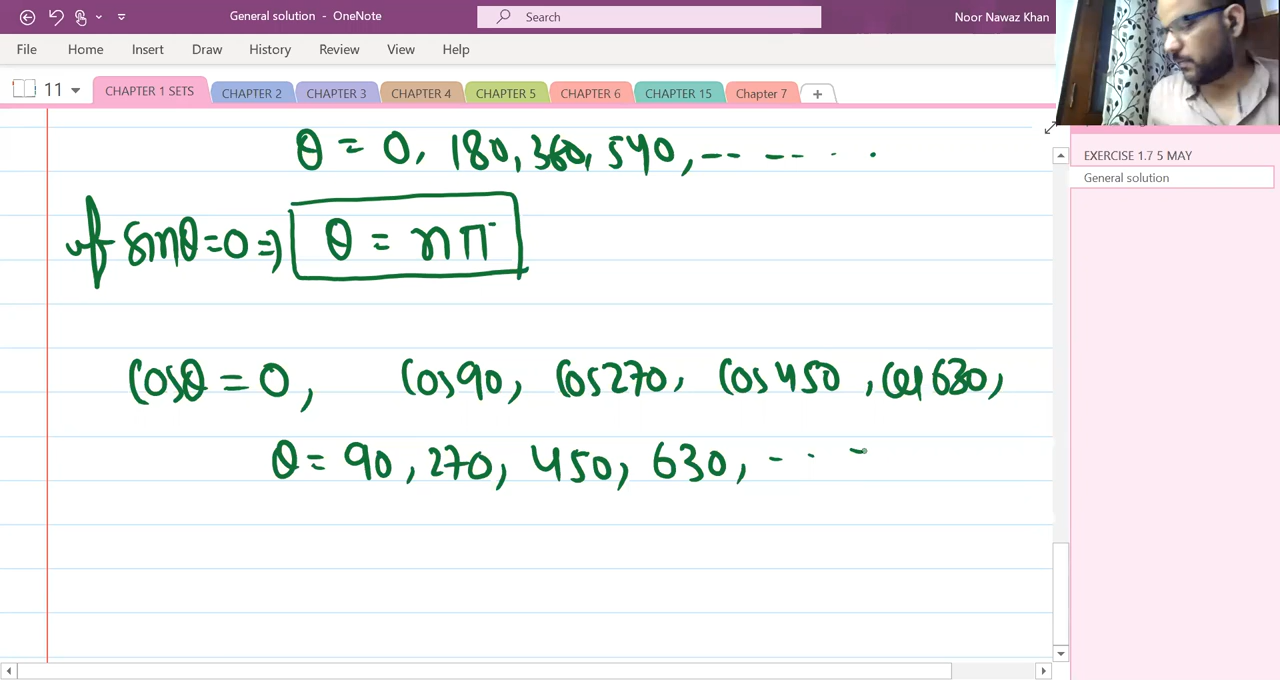 General solution - OneNote
Search
Noor Nawaz Khan
File Home Insert Draw History Review View Help
11
CHAPTER 1 SETS CHAPTER 2 CHAPTER 3 CHAPTER 4 CHAPTER 5 CHAPTER 6 CHAPTER 15 Chapter 7 +
EXERCISE 1.7 5 MAY
General solution
θ = 0, 180, 360, 540, -- -- . .
if sinθ=0 => θ = nπ
Cosθ = 0, Cos90, Cos270, Cos450, Cos630,
θ = 90, 270, 450, 630, - . -